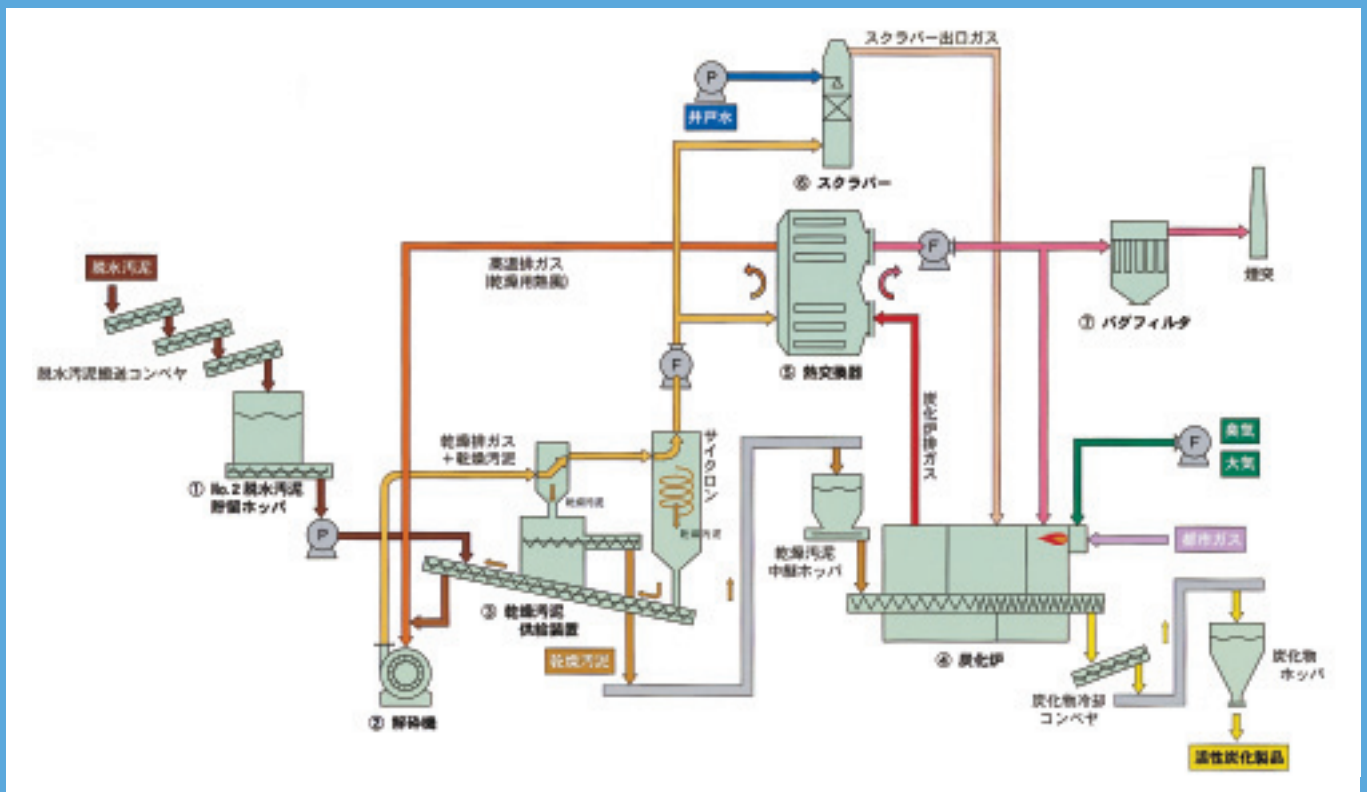 スクラバー出口ガス
P
井戸水
⑥ スクラバー
脱水汚泥
高温排ガス
(乾燥用熱風)
F
煙突
⑦ バグフィルタ
脱水汚泥搬送コンベヤ
F
⑤ 熱交換器
炭化炉排ガス
乾燥排ガス
+乾燥汚泥
サイクロン
F
臭気
大気
① No.2 脱水汚泥
貯留ホッパ
乾燥汚泥
P
乾燥汚泥
乾燥汚泥
中継ホッパ
都市ガス
③ 乾燥汚泥
供給装置
乾燥汚泥
④ 炭化炉
炭化物
ホッパ
② 解砕機
炭化物冷却
コンベヤ
活性炭化製品